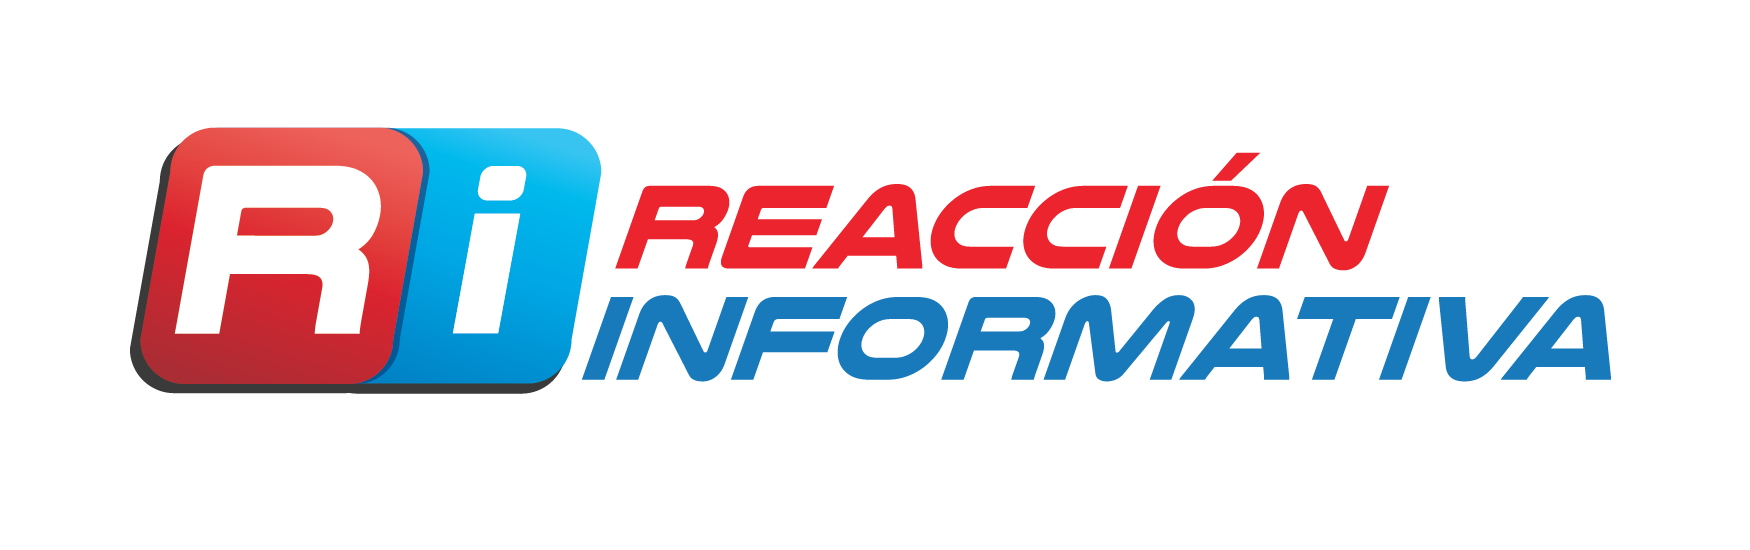 Ri
REACCIÓN
INFORMATIVA